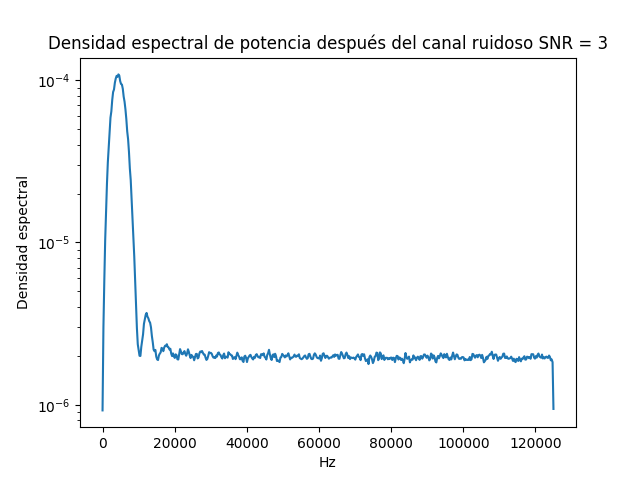 Densidad espectral de potencia después del canal ruidoso SNR = 3
Densidad espectral
10⁻⁴
10⁻⁵
10⁻⁶
0 20000 40000 60000 80000 100000 120000
Hz